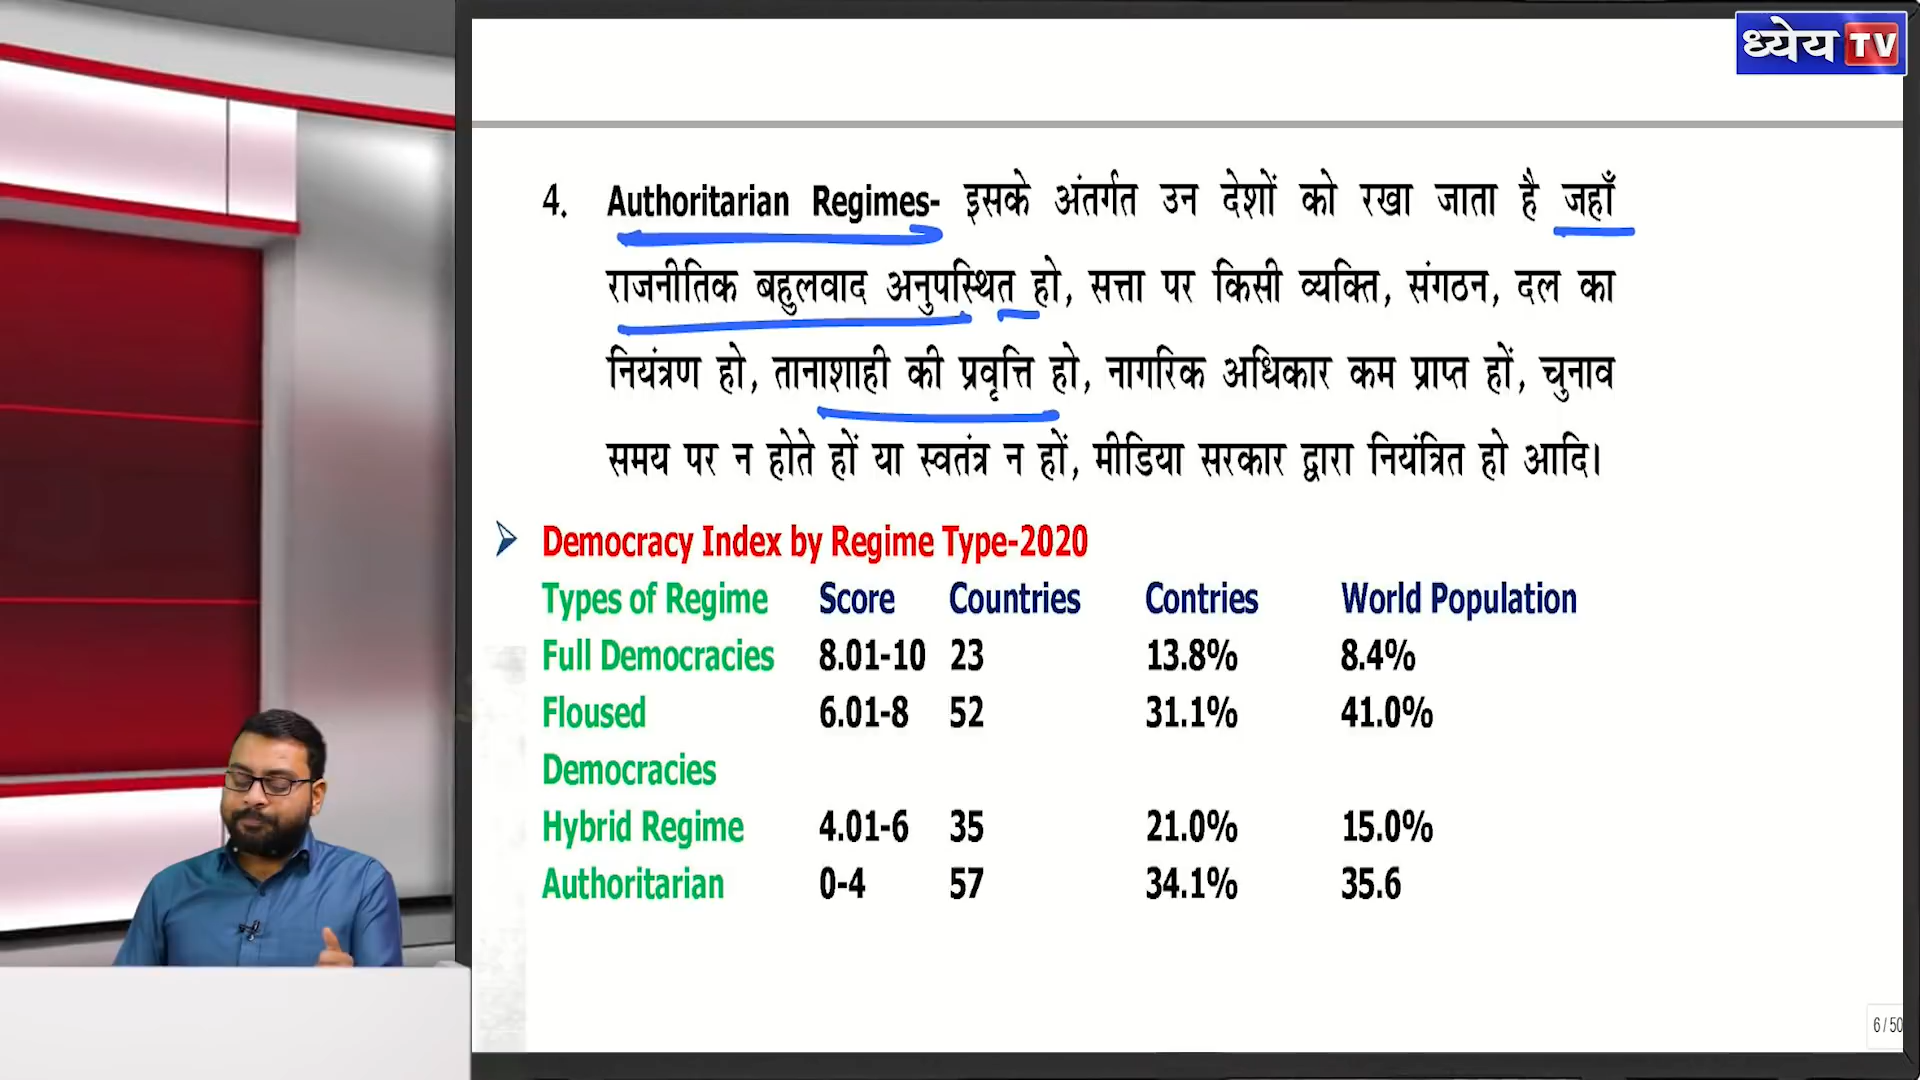 ध्येय TV
4. Authoritarian Regimes- इसके अंतर्गत उन देशों को रखा जाता है जहाँ
राजनीतिक बहुलवाद अनुपस्थित हो, सत्ता पर किसी व्यक्ति, संगठन, दल का
नियंत्रण हो, तानाशाही की प्रवृत्ति हो, नागरिक अधिकार कम प्राप्त हों, चुनाव
समय पर न होते हों या स्वतंत्र न हों, मीडिया सरकार द्वारा नियंत्रित हो आदि।
Democracy Index by Regime Type-2020
Types of Regime Score Countries Contries World Population
Full Democracies 8.01-10 23 13.8% 8.4%
Floused 6.01-8 52 31.1% 41.0%
Democracies
Hybrid Regime 4.01-6 35 21.0% 15.0%
Authoritarian 0-4 57 34.1% 35.6
6 / 50